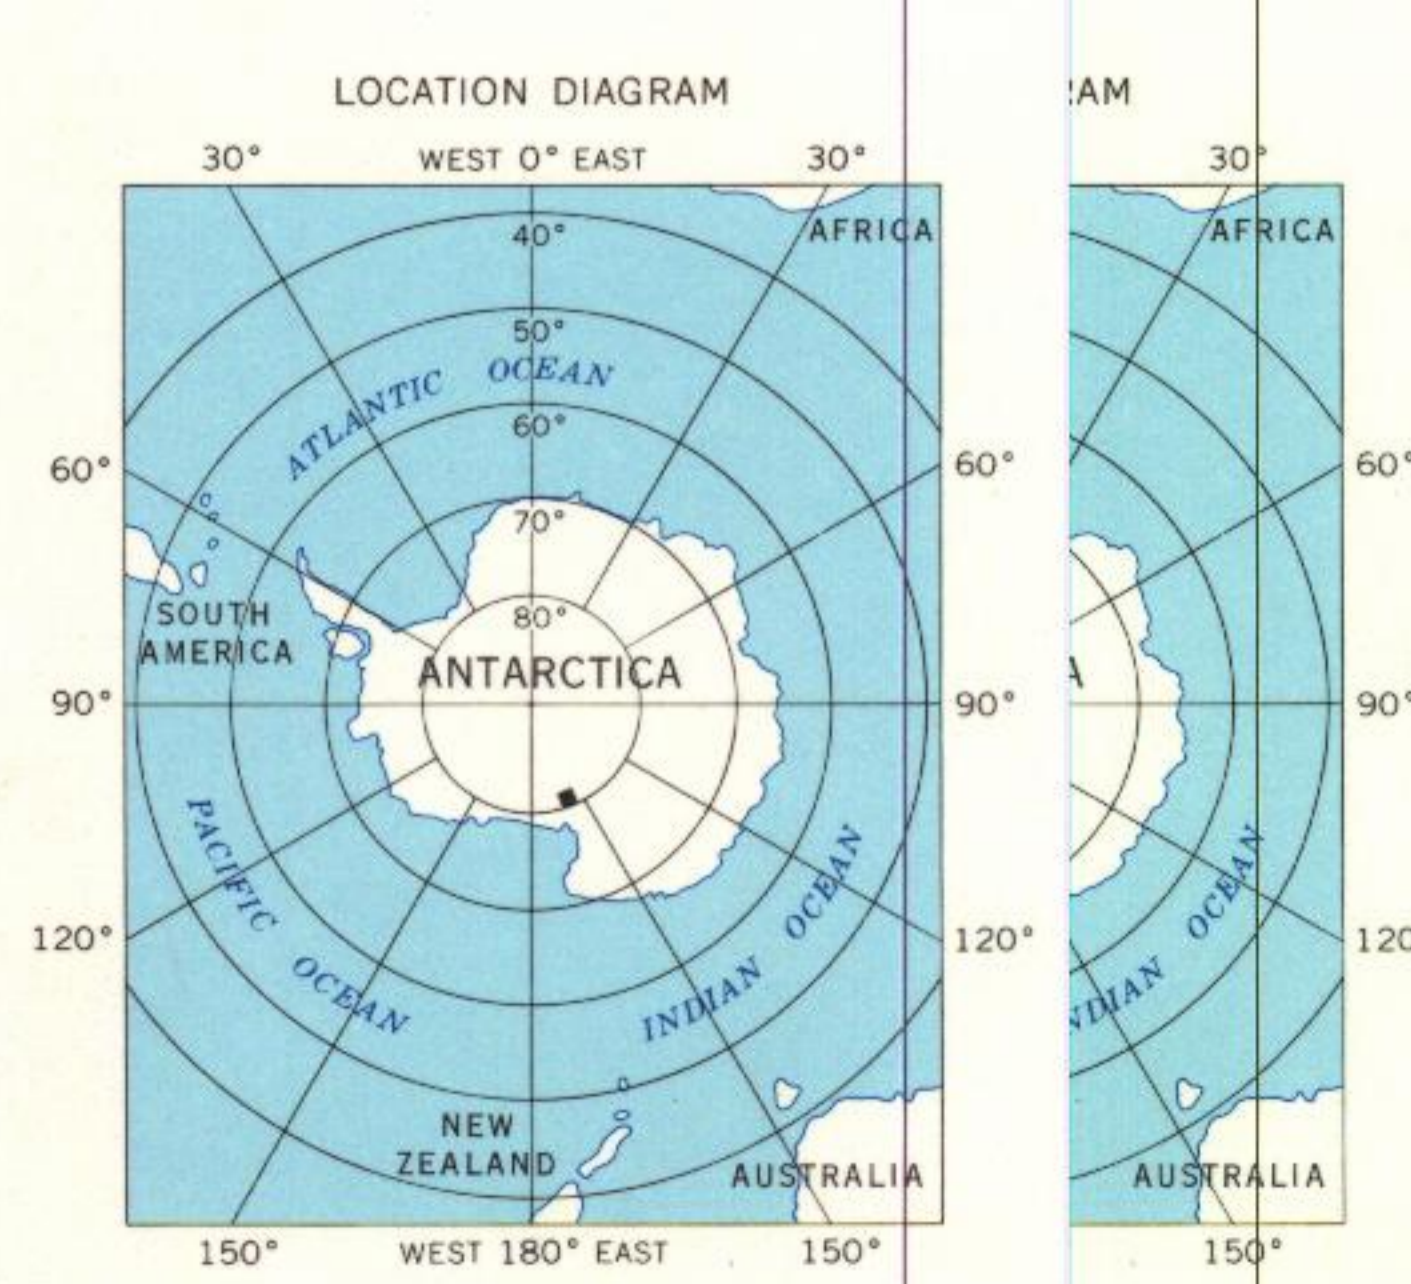 LOCATION DIAGRAM
:AM
30° WEST 0° EAST 30°
30°
AFRICA
AFRICA
40°
50°
ATLANTIC OCEAN
60°
60°
60°
60°
70°
80°
SOUTH
AMERICA
ANTARCTICA
A
90°
90°
90°
PACIFIC OCEAN
INDIAN OCEAN
NDIAN OCEAN
120°
120°
120
NEW
ZEALAND
AUSTRALIA
AUSTRALIA
150° WEST 180° EAST 150°
150°